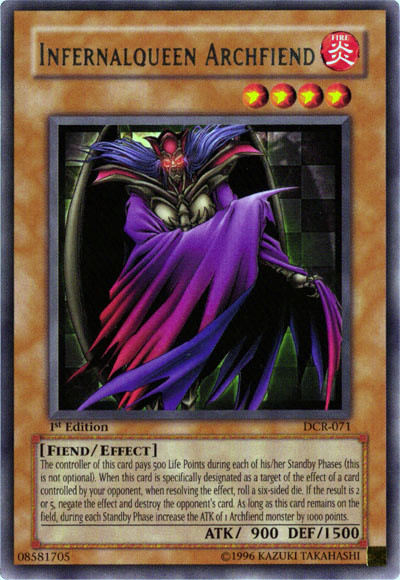 INFERNALQUEEN ARCHFIEND
FIRE
炎
1st Edition
DCR-071
[FIEND/EFFECT]
The controller of this card pays 500 Life Points during each of his/her Standby Phases (this
is not optional). When this card is specifically designated as a target of the effect of a card
controlled by your opponent, when resolving the effect, roll a six-sided die. If the result is 2
or 5, negate the effect and destroy the opponent's card. As long as this card remains on the
field, during each Standby Phase increase the ATK of 1 Archfiend monster by 1000 points.
ATK/ 900 DEF/1500
08581705
©1996 KAZUKI TAKAHASHI